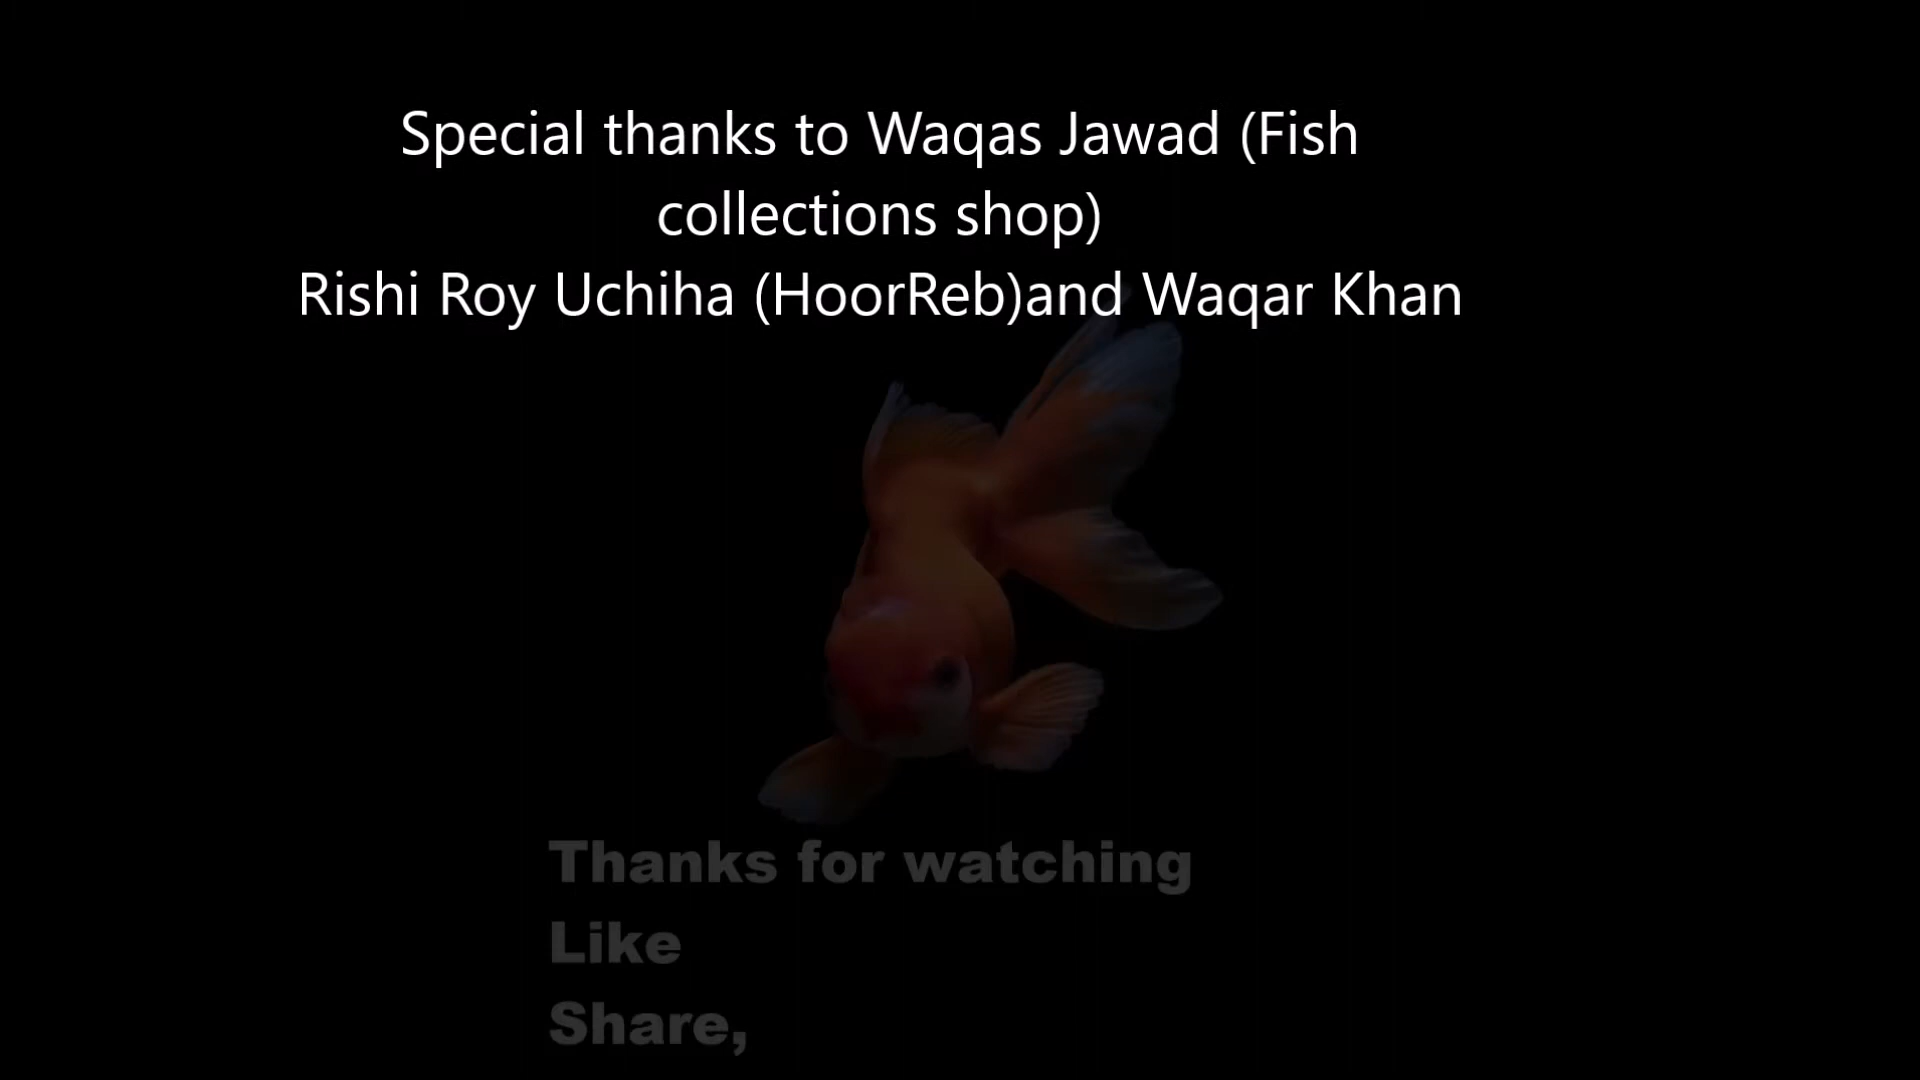 Special thanks to Waqas Jawad (Fish
collections shop)
Rishi Roy Uchiha (HoorReb)and Waqar Khan
Thanks for watching
Like
Share,